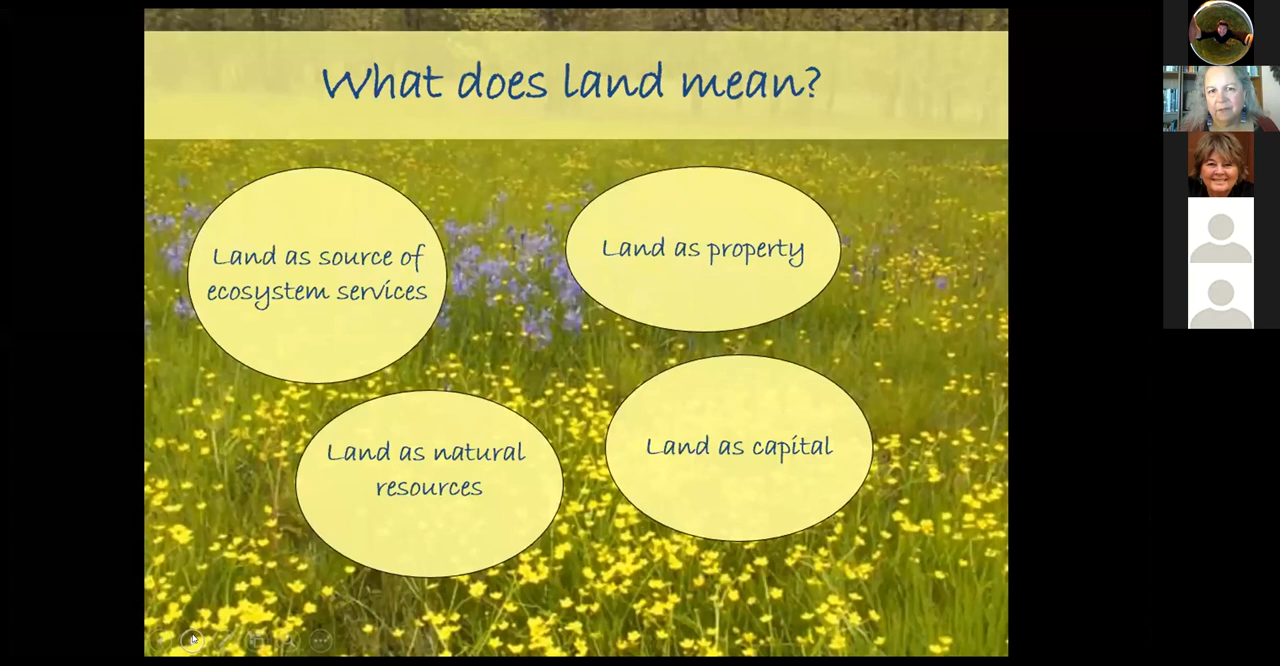 What does land mean?
Land as source of
ecosystem services
Land as property
Land as natural
resources
Land as capital